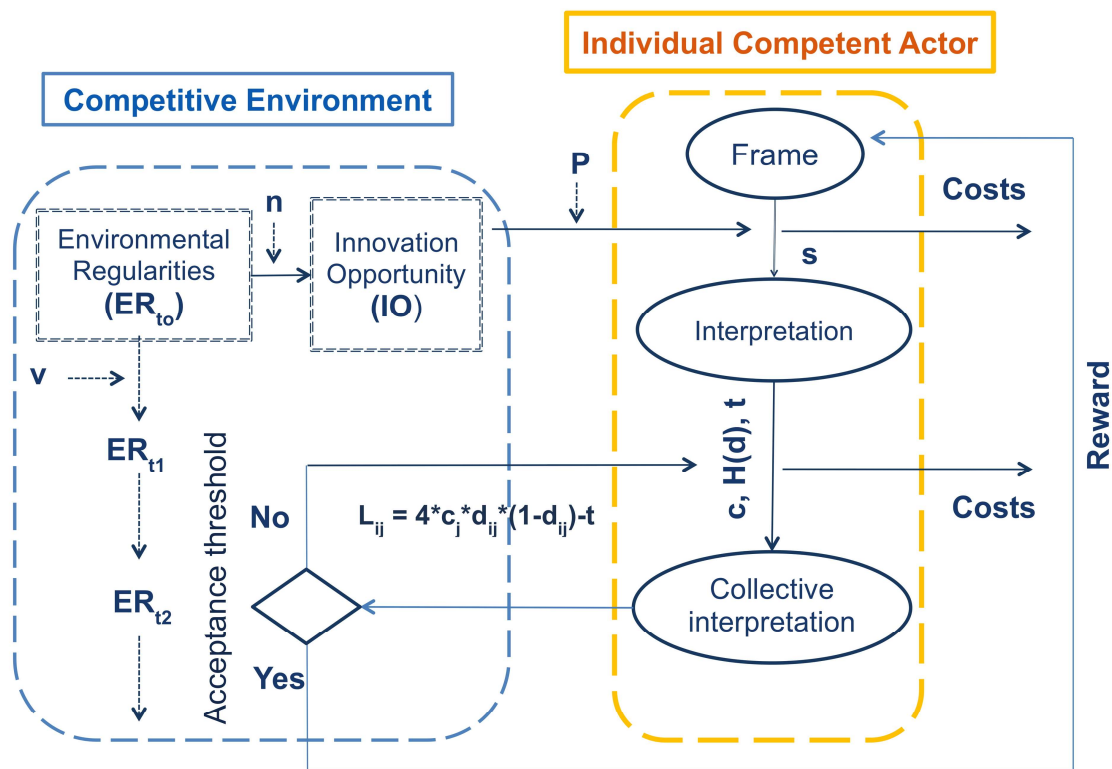 Individual Competent Actor
Competitive Environment
Frame
P
Costs
n
Environmental
Regularities
(ER_to)
Innovation
Opportunity
(IO)
s
Interpretation
v
ER_t1
Acceptance threshold
c, H(d), t
Reward
No
L_ij = 4*c_j*d_ij*(1-d_ij)-t
Costs
ER_t2
Collective
interpretation
Yes